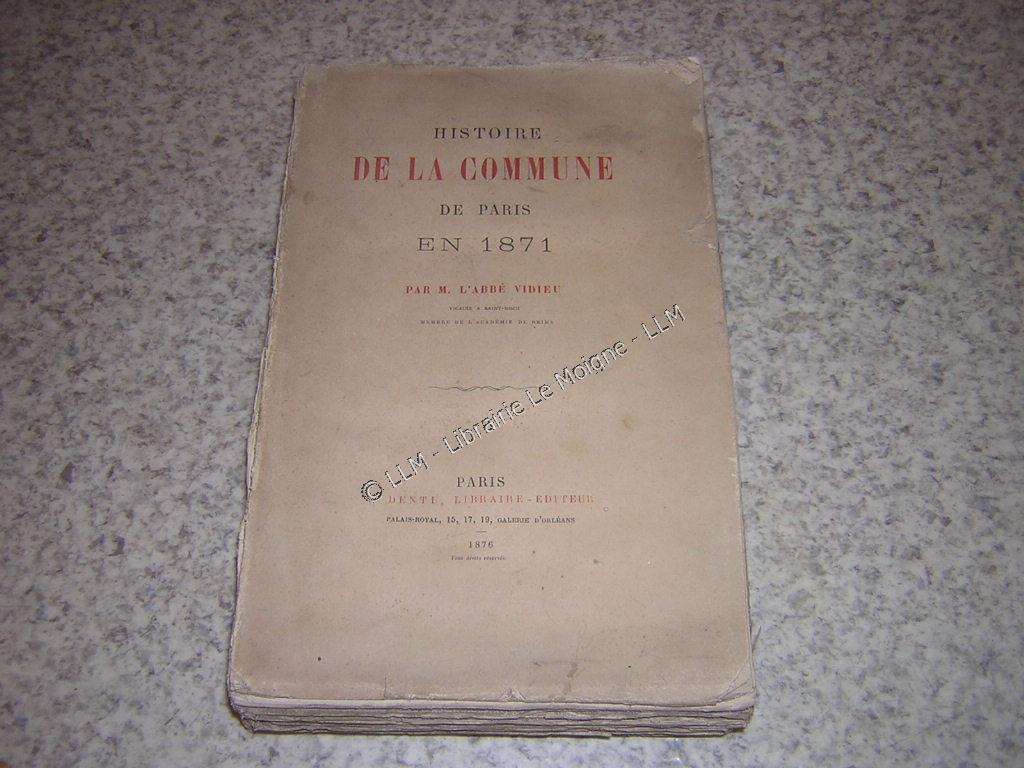 HISTOIRE
DE LA COMMUNE
DE PARIS
EN 1871
PAR M. L'ABBÉ VIDIEU
VICAIRE A SAINT-ROCH
MEMBRE DE L'ACADÉMIE DE REIMS
© LLM - Librairie Le Moigne - LLM
PARIS
DENTU, LIBRAIRE-ÉDITEUR
PALAIS-ROYAL, 15, 17, 19, GALERIE D'ORLÉANS
1876
Tous droits réservés.